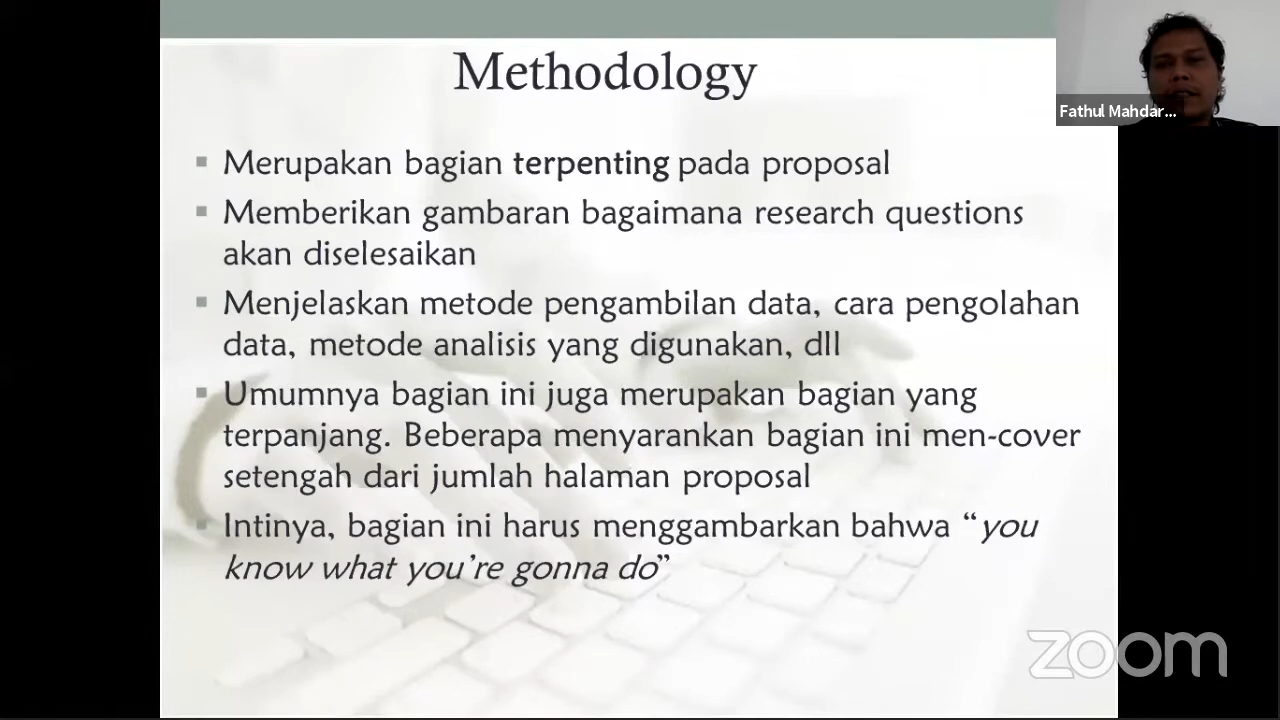 Methodology
Fathul Mahdar...
Merupakan bagian terpenting pada proposal
Memberikan gambaran bagaimana research questions
akan diselesaikan
Menjelaskan metode pengambilan data, cara pengolahan
data, metode analisis yang digunakan, dll
Umumnya bagian ini juga merupakan bagian yang
terpanjang. Beberapa menyarankan bagian ini men-cover
setengah dari jumlah halaman proposal
Intinya, bagian ini harus menggambarkan bahwa “you
know what you’re gonna do”
zoom